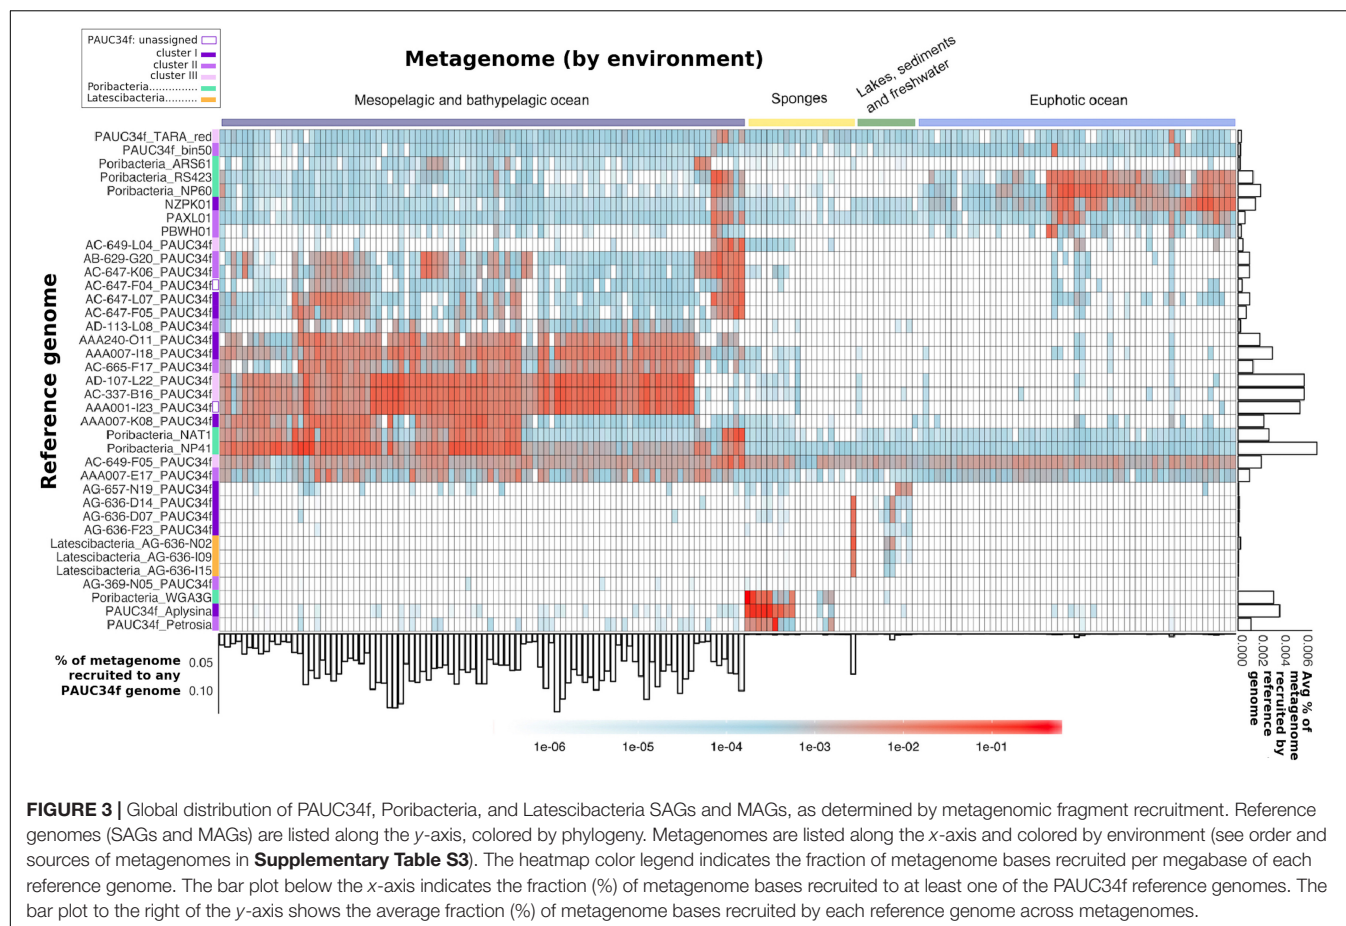 PAUC34f: unassigned
cluster I
cluster II
cluster III
Poribacteria...............
Latescibacteria..........
Metagenome (by environment)
Mesopelagic and bathypelagic ocean
Sponges
Lakes, sediments
and freshwater
Euphotic ocean
Reference genome
PAUC34f_TARA_red
PAUC34f_bin50
Poribacteria_ARS61
Poribacteria_RS423
Poribacteria_NP60
NZPK01
PAXL01
PBWH01
AC-649-L04_PAUC34f
AB-629-G20_PAUC34f
AC-647-K06_PAUC34f
AC-647-F04_PAUC34f
AC-647-L07_PAUC34f
AC-647-F05_PAUC34f
AD-113-L08_PAUC34f
AAA240-O11_PAUC34f
AAA007-I18_PAUC34f
AC-665-F17_PAUC34f
AD-107-L22_PAUC34f
AC-337-B16_PAUC34f
AAA001-I23_PAUC34f
AAA007-K08_PAUC34f
Poribacteria_NAT1
Poribacteria_NP41
AC-649-F05_PAUC34f
AAA007-E17_PAUC34f
AG-657-N19_PAUC34f
AG-636-D14_PAUC34f
AG-636-D07_PAUC34f
AG-636-F23_PAUC34f
Latescibacteria_AG-636-N02
Latescibacteria_AG-636-I09
Latescibacteria_AG-636-I15
AG-369-N05_PAUC34f
Poribacteria_WGA3G
PAUC34f_Aplysina
PAUC34f_Petrosia
% of metagenome
recruited to any
PAUC34f genome
0.05
0.10
0.000
0.002
0.004
0.006
Avg % of
metagenome
recruited by
reference
genome
1e-06
1e-05
1e-04
1e-03
1e-02
1e-01
FIGURE 3 | Global distribution of PAUC34f, Poribacteria, and Latescibacteria SAGs and MAGs, as determined by metagenomic fragment recruitment. Reference
genomes (SAGs and MAGs) are listed along the y-axis, colored by phylogeny. Metagenomes are listed along the x-axis and colored by environment (see order and
sources of metagenomes in Supplementary Table S3). The heatmap color legend indicates the fraction of metagenome bases recruited per megabase of each
reference genome. The bar plot below the x-axis indicates the fraction (%) of metagenome bases recruited to at least one of the PAUC34f reference genomes. The
bar plot to the right of the y-axis shows the average fraction (%) of metagenome bases recruited by each reference genome across metagenomes.